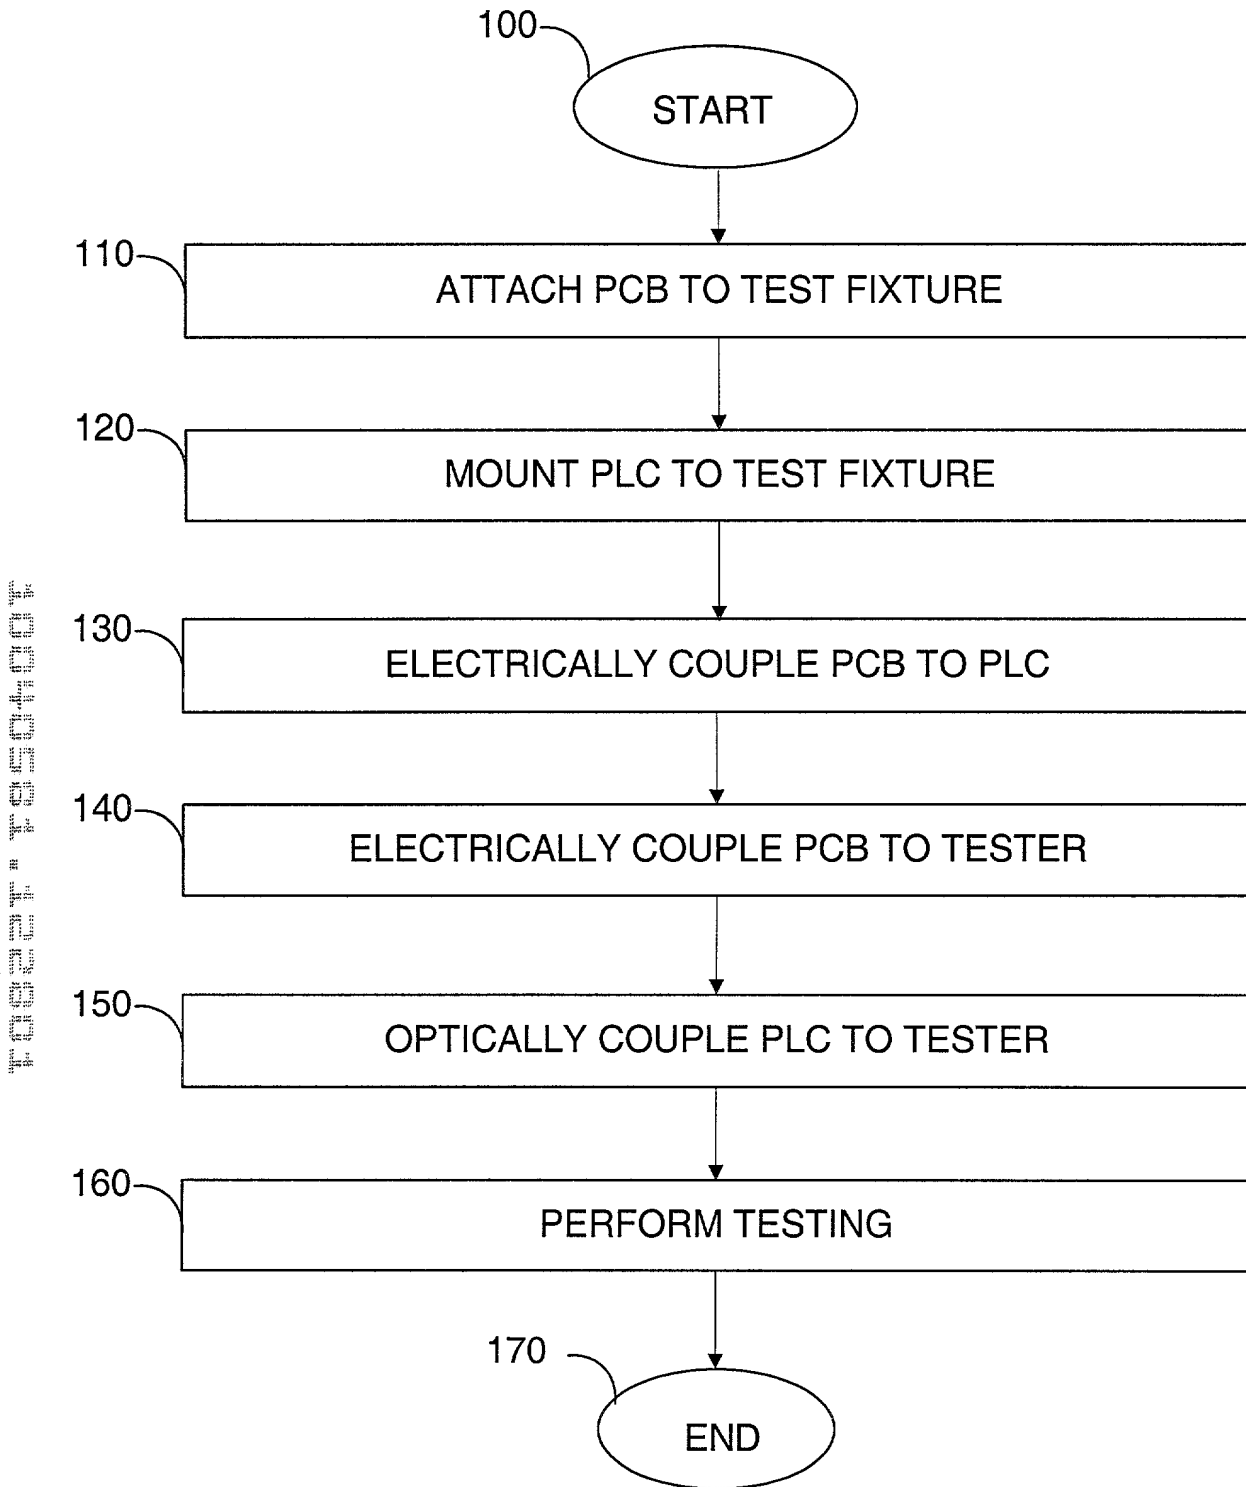 100
START
110
ATTACH PCB TO TEST FIXTURE
120
MOUNT PLC TO TEST FIXTURE
130
ELECTRICALLY COUPLE PCB TO PLC
140
ELECTRICALLY COUPLE PCB TO TESTER
150
OPTICALLY COUPLE PLC TO TESTER
160
PERFORM TESTING
170
END